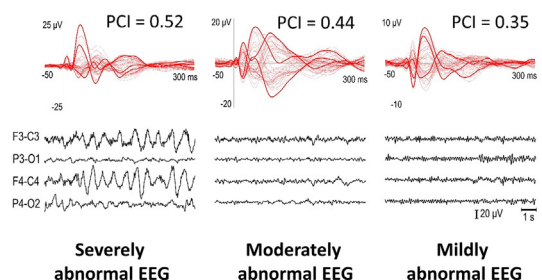 25 µV
PCI = 0.52
-50
300 ms
-25
20 µV
PCI = 0.44
-50
300 ms
-20
10 µV
PCI = 0.35
-50
300 ms
-10
F3-C3
P3-O1
F4-C4
P4-O2
20 µV
1 s
Severely
abnormal EEG
Moderately
abnormal EEG
Mildly
abnormal EEG